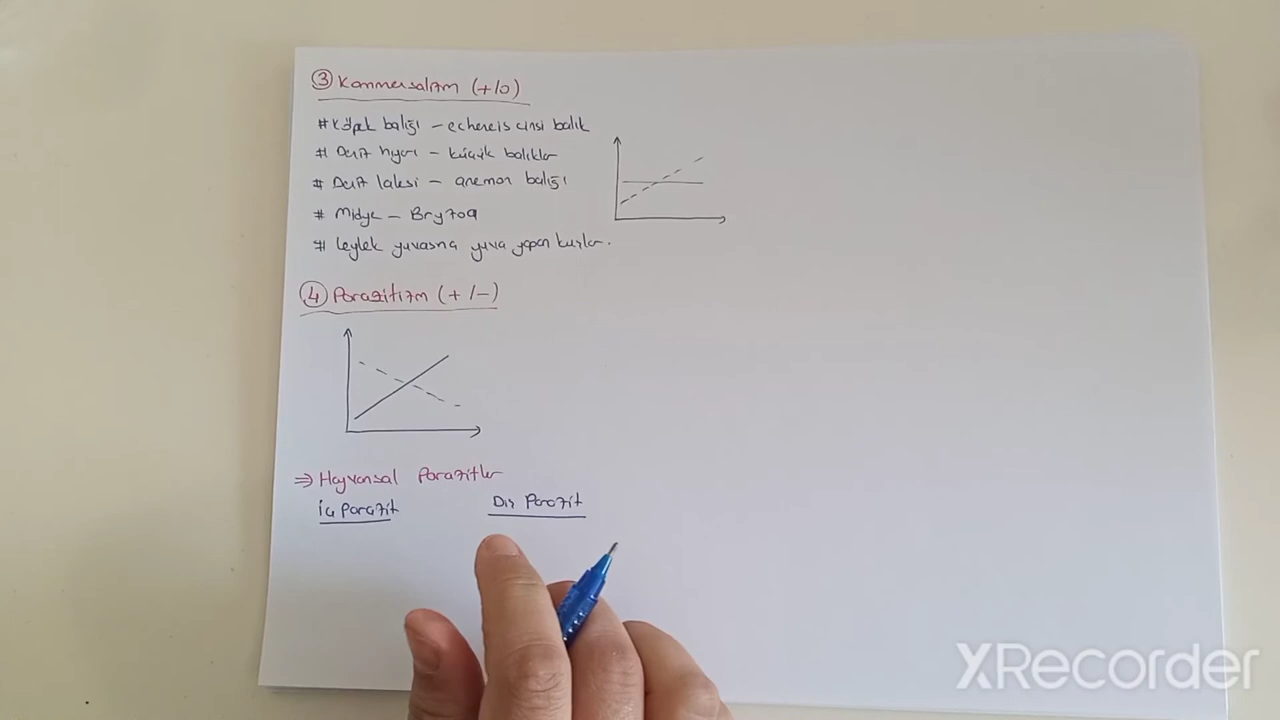 ③ Kommensalizm (+/0)
# Köpek balığı - echeneis cinsi balık
# Deniz hıyarı - küçük balıklar
# Deniz lalesi - anemon balığı
# Midye - Bryzoa
# Leylek yuvasına yuva yapan kuşlar.
④ Parazitizm (+/-)
⇒ Hayvansal Parazitler
İç Parazit
Dış Parazit
XRecorder